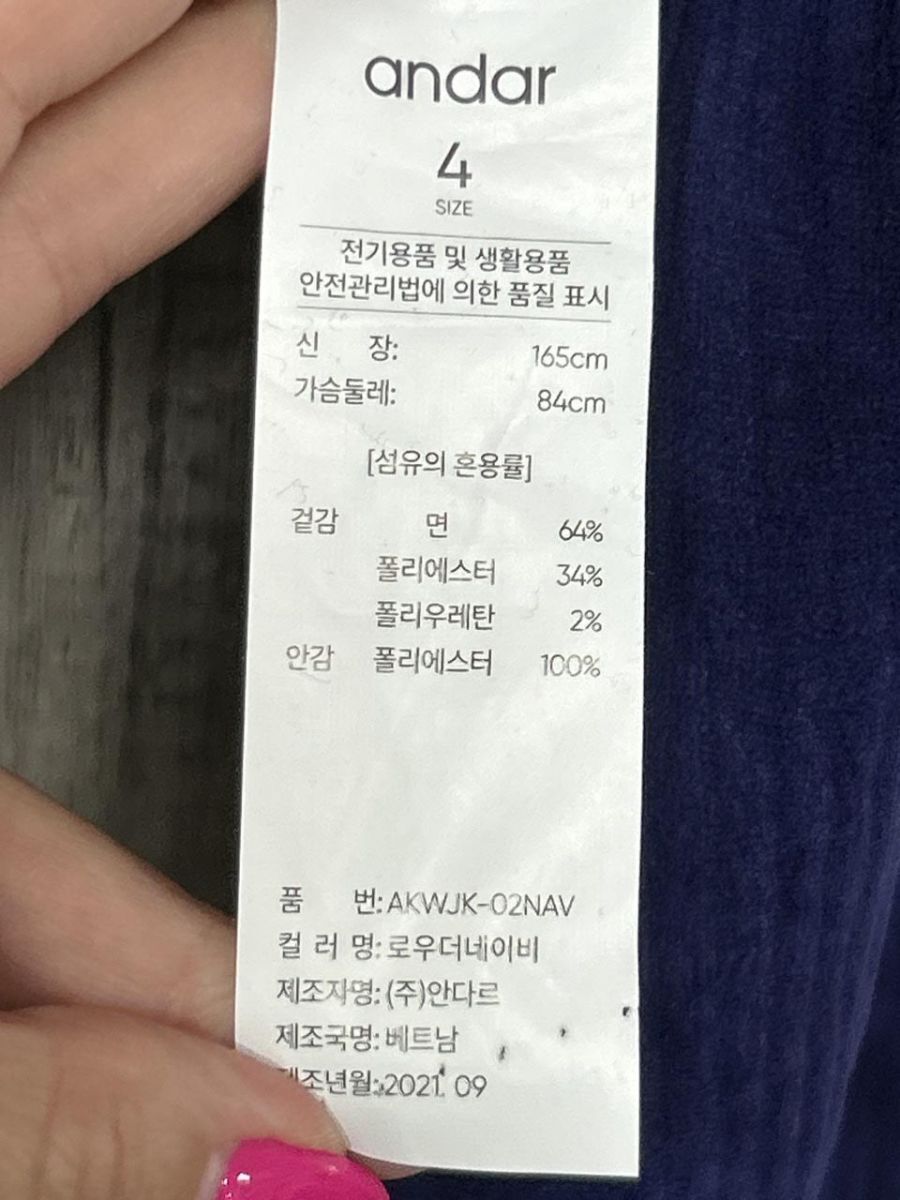 andar
4
SIZE
전기용품 및 생활용품
안전관리법에 의한 품질 표시
신 장: 165cm
가슴둘레: 84cm
[섬유의 혼용률]
겉감 면 64%
폴리에스터 34%
폴리우레탄 2%
안감 폴리에스터 100%
품 번: AKWJK-02NAV
컬 러 명: 로우더네이비
제조자명: (주)안다르
제조국명: 베트남
제조년월: 2021. 09